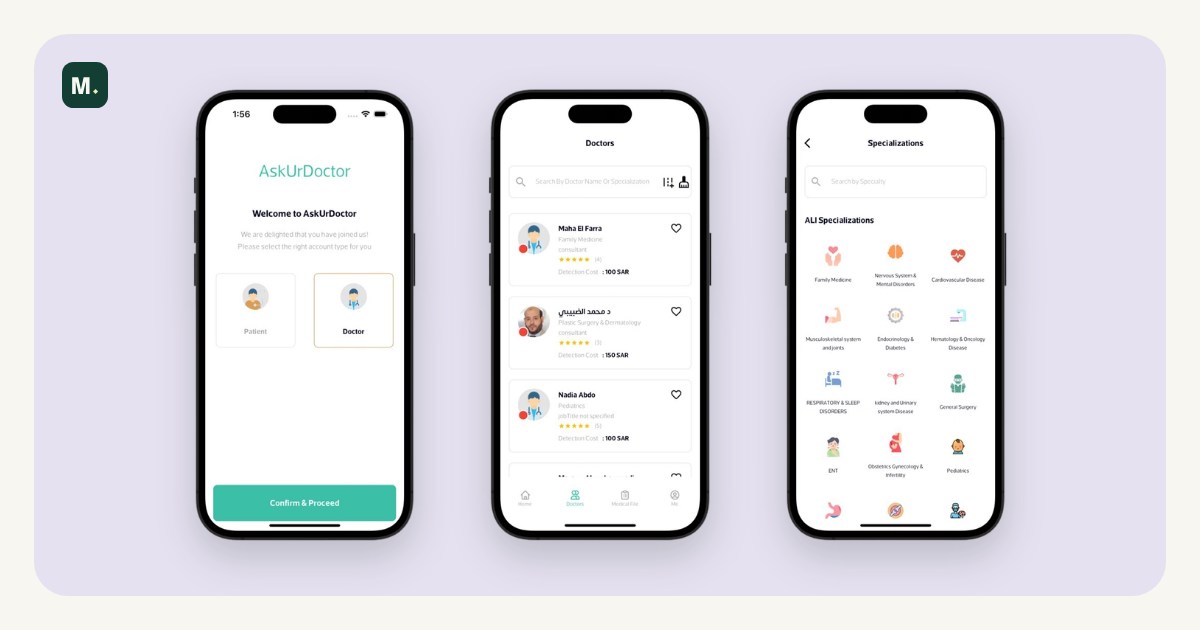 M.
1:56
AskUrDoctor
Welcome to AskUrDoctor
We are delighted that you have joined us!
Please select the right account type for you
Patient
Doctor
Confirm & Proceed
Doctors
Search By Doctor Name Or Specialization
Maha El Farra
Family Medicine
consultant
(4)
Detection Cost : 100 SAR
د محمد الضبيبي
Plastic Surgery & Dermatology
consultant
(3)
Detection Cost : 150 SAR
Nadia Abdo
Pediatrics
jobTitle not specified
(5)
Detection Cost : 100 SAR
Home
Doctors
Medical File
Me
Specializations
Search by Specialty
ALl Specializations
Family Medicine
Nervous System &
Mental Disorders
Cardiovascular Disease
Musculoskeletal system
and joints
Endocrinology &
Diabetes
Hematology & Oncology
Disease
RESPIRATORY & SLEEP
DISORDERS
kidney and Urinary
system Disease
General Surgery
ENT
Obstetrics Gynecology &
Infertility
Pediatrics